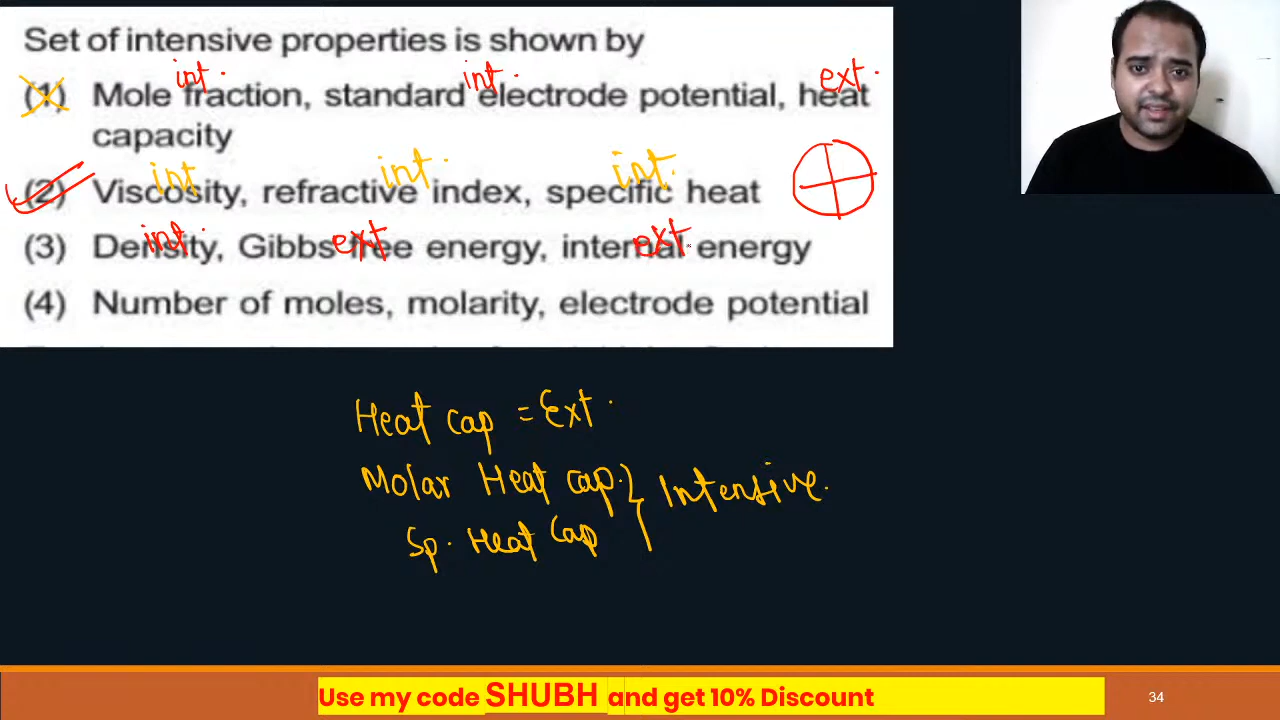 Set of intensive properties is shown by
int. int. ext.
(1) Mole fraction, standard electrode potential, heat
capacity
int int. int.
(2) Viscosity, refractive index, specific heat
int. ext ext
(3) Density, Gibbs free energy, internal energy
(4) Number of moles, molarity, electrode potential
Heat cap = Ext.
Molar Heat cap. } Intensive.
Sp. Heat Cap
Use my code SHUBH and get 10% Discount
34